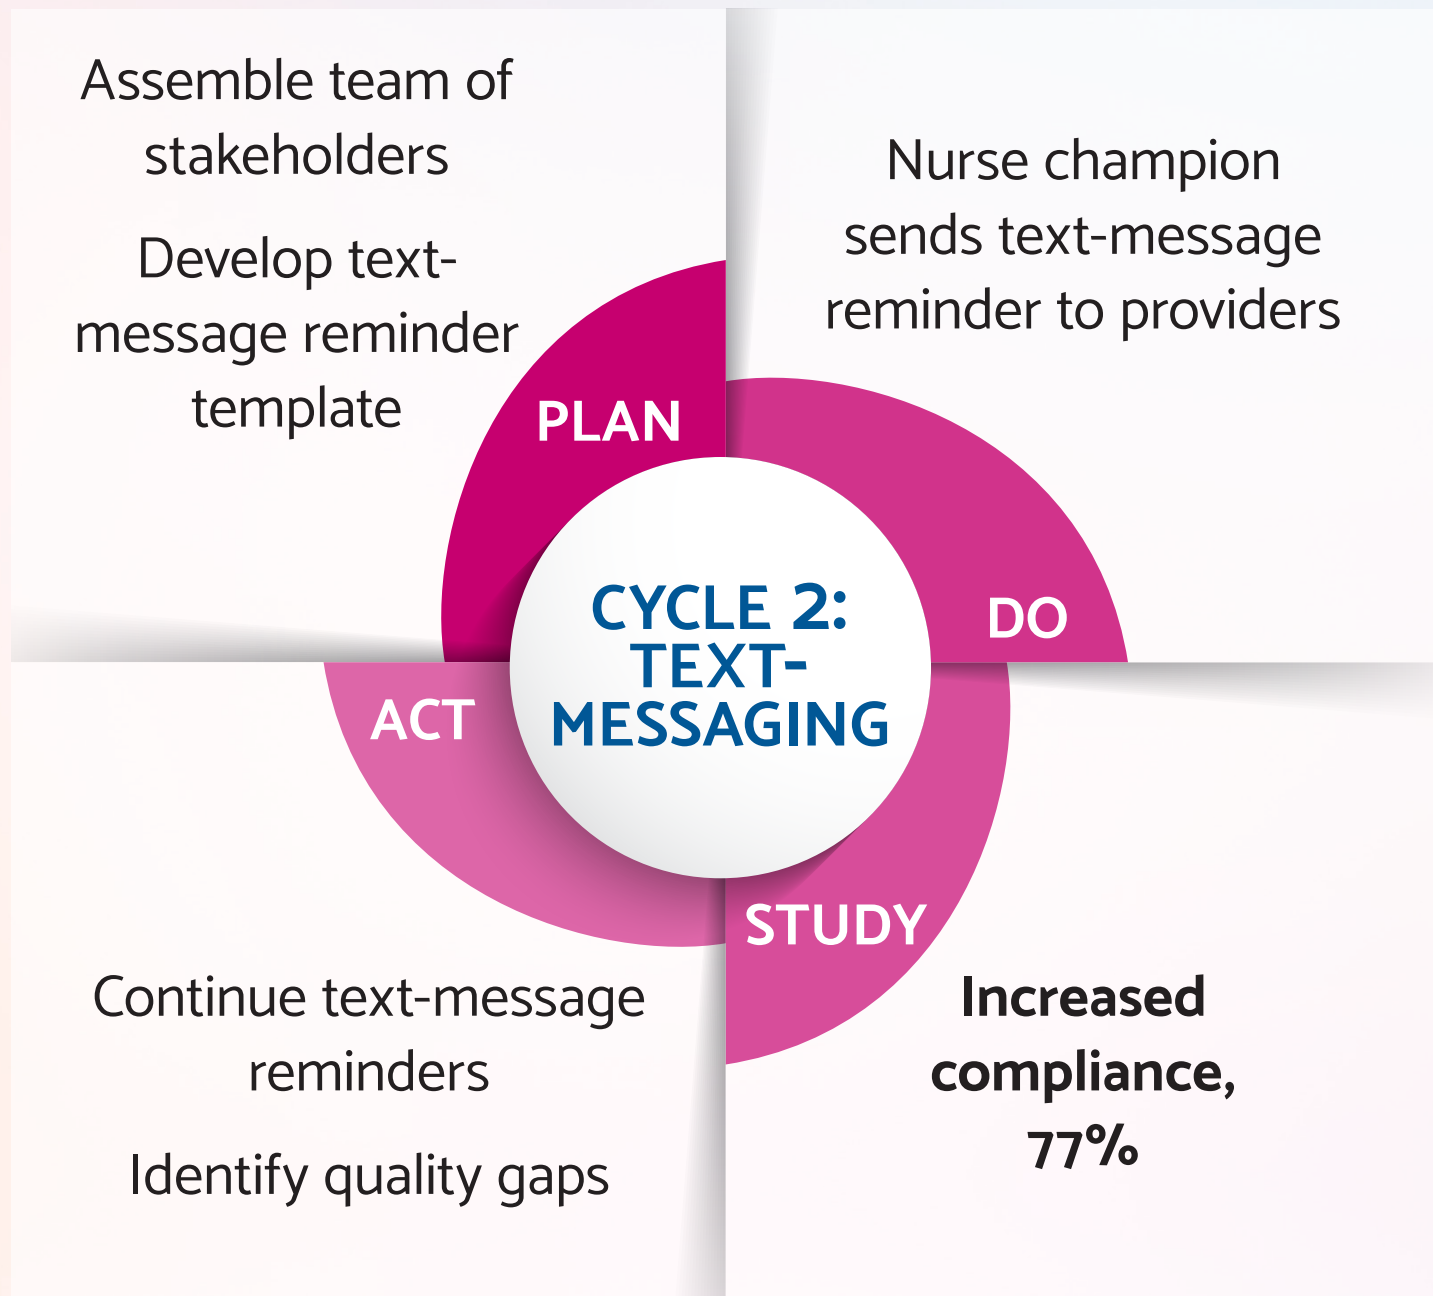 Assemble team of
stakeholders
Develop text-
message reminder
template
PLAN
Nurse champion
sends text-message
reminder to providers
DO
CYCLE 2:
TEXT-
MESSAGING
STUDY
Increased
compliance,
77%
ACT
Continue text-message
reminders
Identify quality gaps